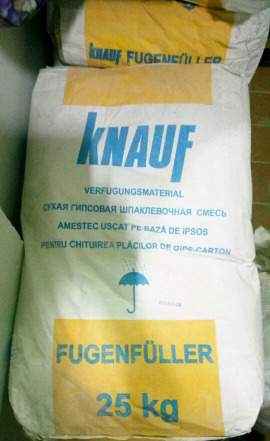 KNAUF FUGENFÜLLER
KNAUF
VERFUGUNGSMATERIAL
СУХАЯ ГИПСОВАЯ ШПАКЛЕВОЧНАЯ СМЕСЬ
AMESTEC USCAT PE BAZĂ DE IPSOS
PENTRU CHITUIREA PLĂCILOR DE GIPS-CARTON
FUGENFÜLLER
25 kg